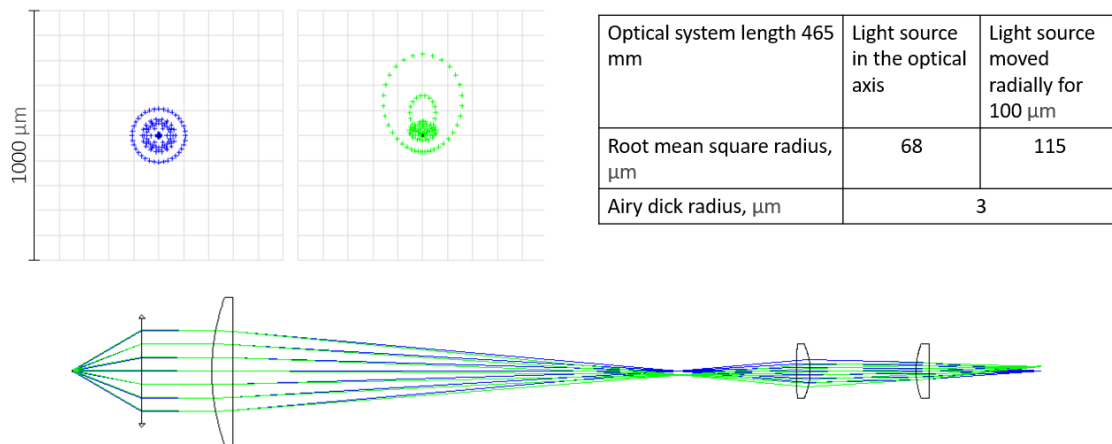 1000 μm
Optical system length 465
mm
Light source
in the optical
axis
Light source
moved
radially for
100 μm
Root mean square radius,
μm
68
115
Airy dick radius, μm
3